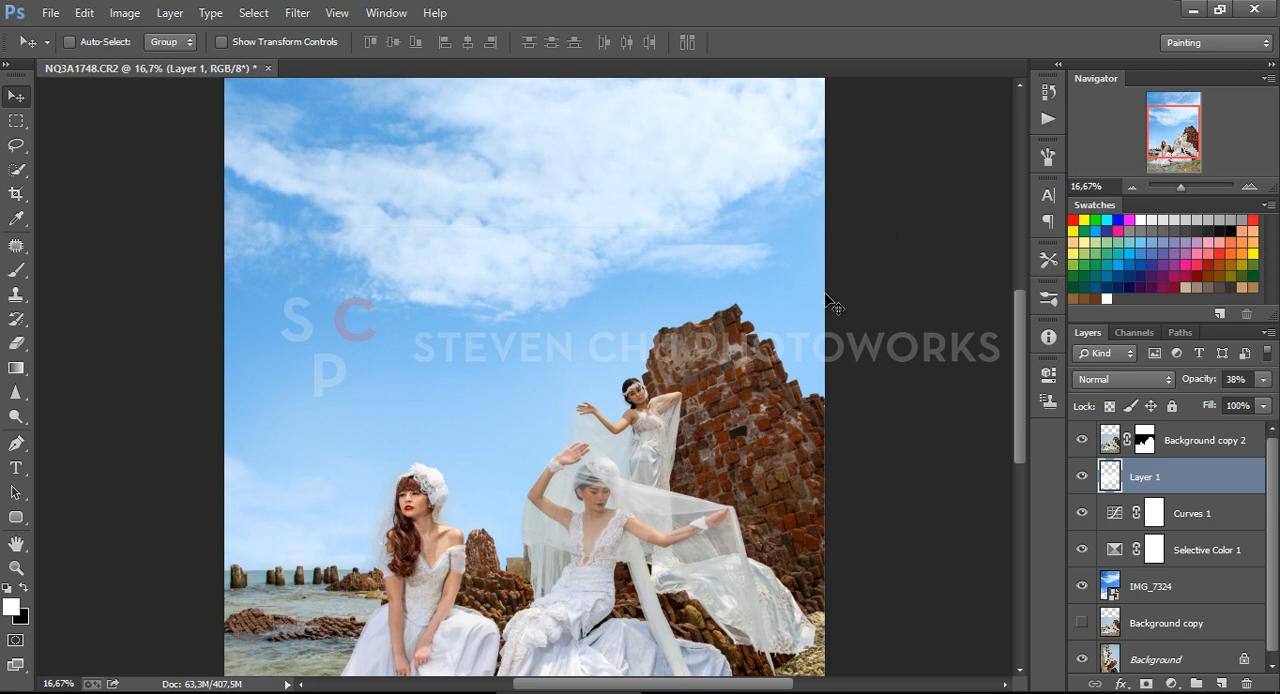 Ps File Edit Image Layer Type Select Filter View Window Help
Auto-Select: Group Show Transform Controls Painting
NQ3A1748.CR2 @ 16,7% (Layer 1, RGB/8*) * ×
Navigator
16,67%
Swatches
S C
P
STEVEN CHU PHOTOWORKS
Layers Channels Paths
Kind
Normal Opacity: 38%
Lock: Fill: 100%
Background copy 2
Layer 1
Curves 1
Selective Color 1
IMG_7324
Background copy
Background
16,67% Doc: 63,3M/407,5M